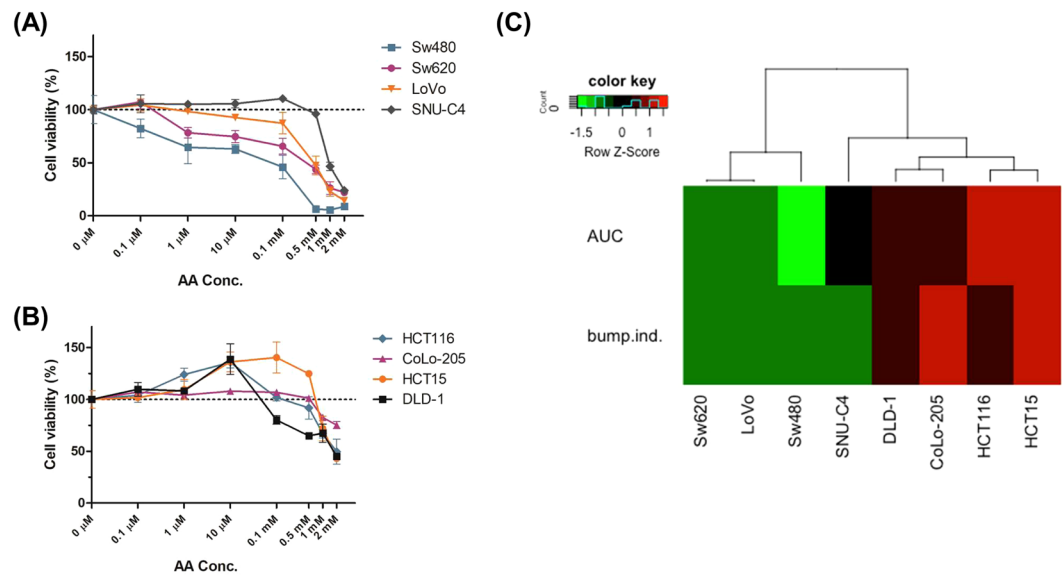 (A)
Sw480
Sw620
LoVo
SNU-C4
Cell viability (%)
150
100
50
0
0 μM
0.1 μM
1 μM
10 μM
0.1 mM
0.5 mM
1 mM
2 mM
AA Conc.
(B)
HCT116
CoLo-205
HCT15
DLD-1
Cell viability (%)
150
100
50
0
0 μM
0.1 μM
1 μM
10 μM
0.1 mM
0.5 mM
1 mM
2 mM
AA Conc.
(C)
color key
Count
0
-1.5 0 1
Row Z-Score
AUC
bump.ind.
Sw620
LoVo
Sw480
SNU-C4
DLD-1
CoLo-205
HCT116
HCT15